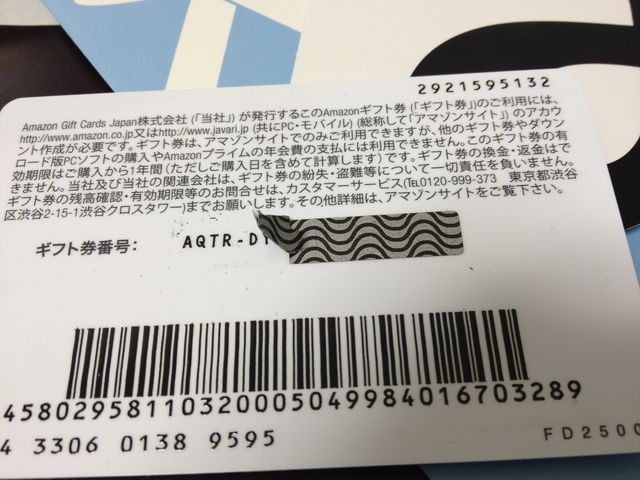 2921595132
Amazon Gift Cards Japan株式会社 (「当社」) が発行するこのAmazonギフト券 (「ギフト券」) のご利用には、
http://www.amazon.co.jp又はhttp://www.javari.jp (共にPC・モバイル) (総称して「アマゾンサイト」) のアカウ
ント作成が必要です。ギフト券は、アマゾンサイトでのみご利用できますが、他のギフト券やダウン
ロード版PCソフトの購入やAmazonプライムの年会費の支払には利用できません。このギフト券の有
効期限はご購入から1年間 (ただしご購入日を含めて計算します) です。ギフト券の換金・返金はで
きません。当社及び当社の関連会社は、ギフト券の紛失・盗難等について一切責任を負いません。
ギフト券の残高確認・有効期限等のお問合せは、カスタマーサービス(℡0120-999-373 東京都渋谷
区渋谷2-15-1渋谷クロスタワー)までお願いします。その他詳細は、アマゾンサイトをご覧下さい。
ギフト券番号: AQTR-D
45802958110320005049984016703289
4 3306 0138 9595
FD2500